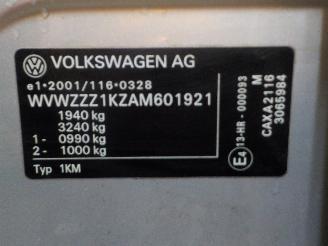 VOLKSWAGEN AG
e1*2001/116*0328
WVWZZZ1KZAM601921
1940 kg
3240 kg
1- 0990 kg
2- 1000 kg
Typ 1KM
E4
13-HR - 000093
M
CAXA2116
3065984